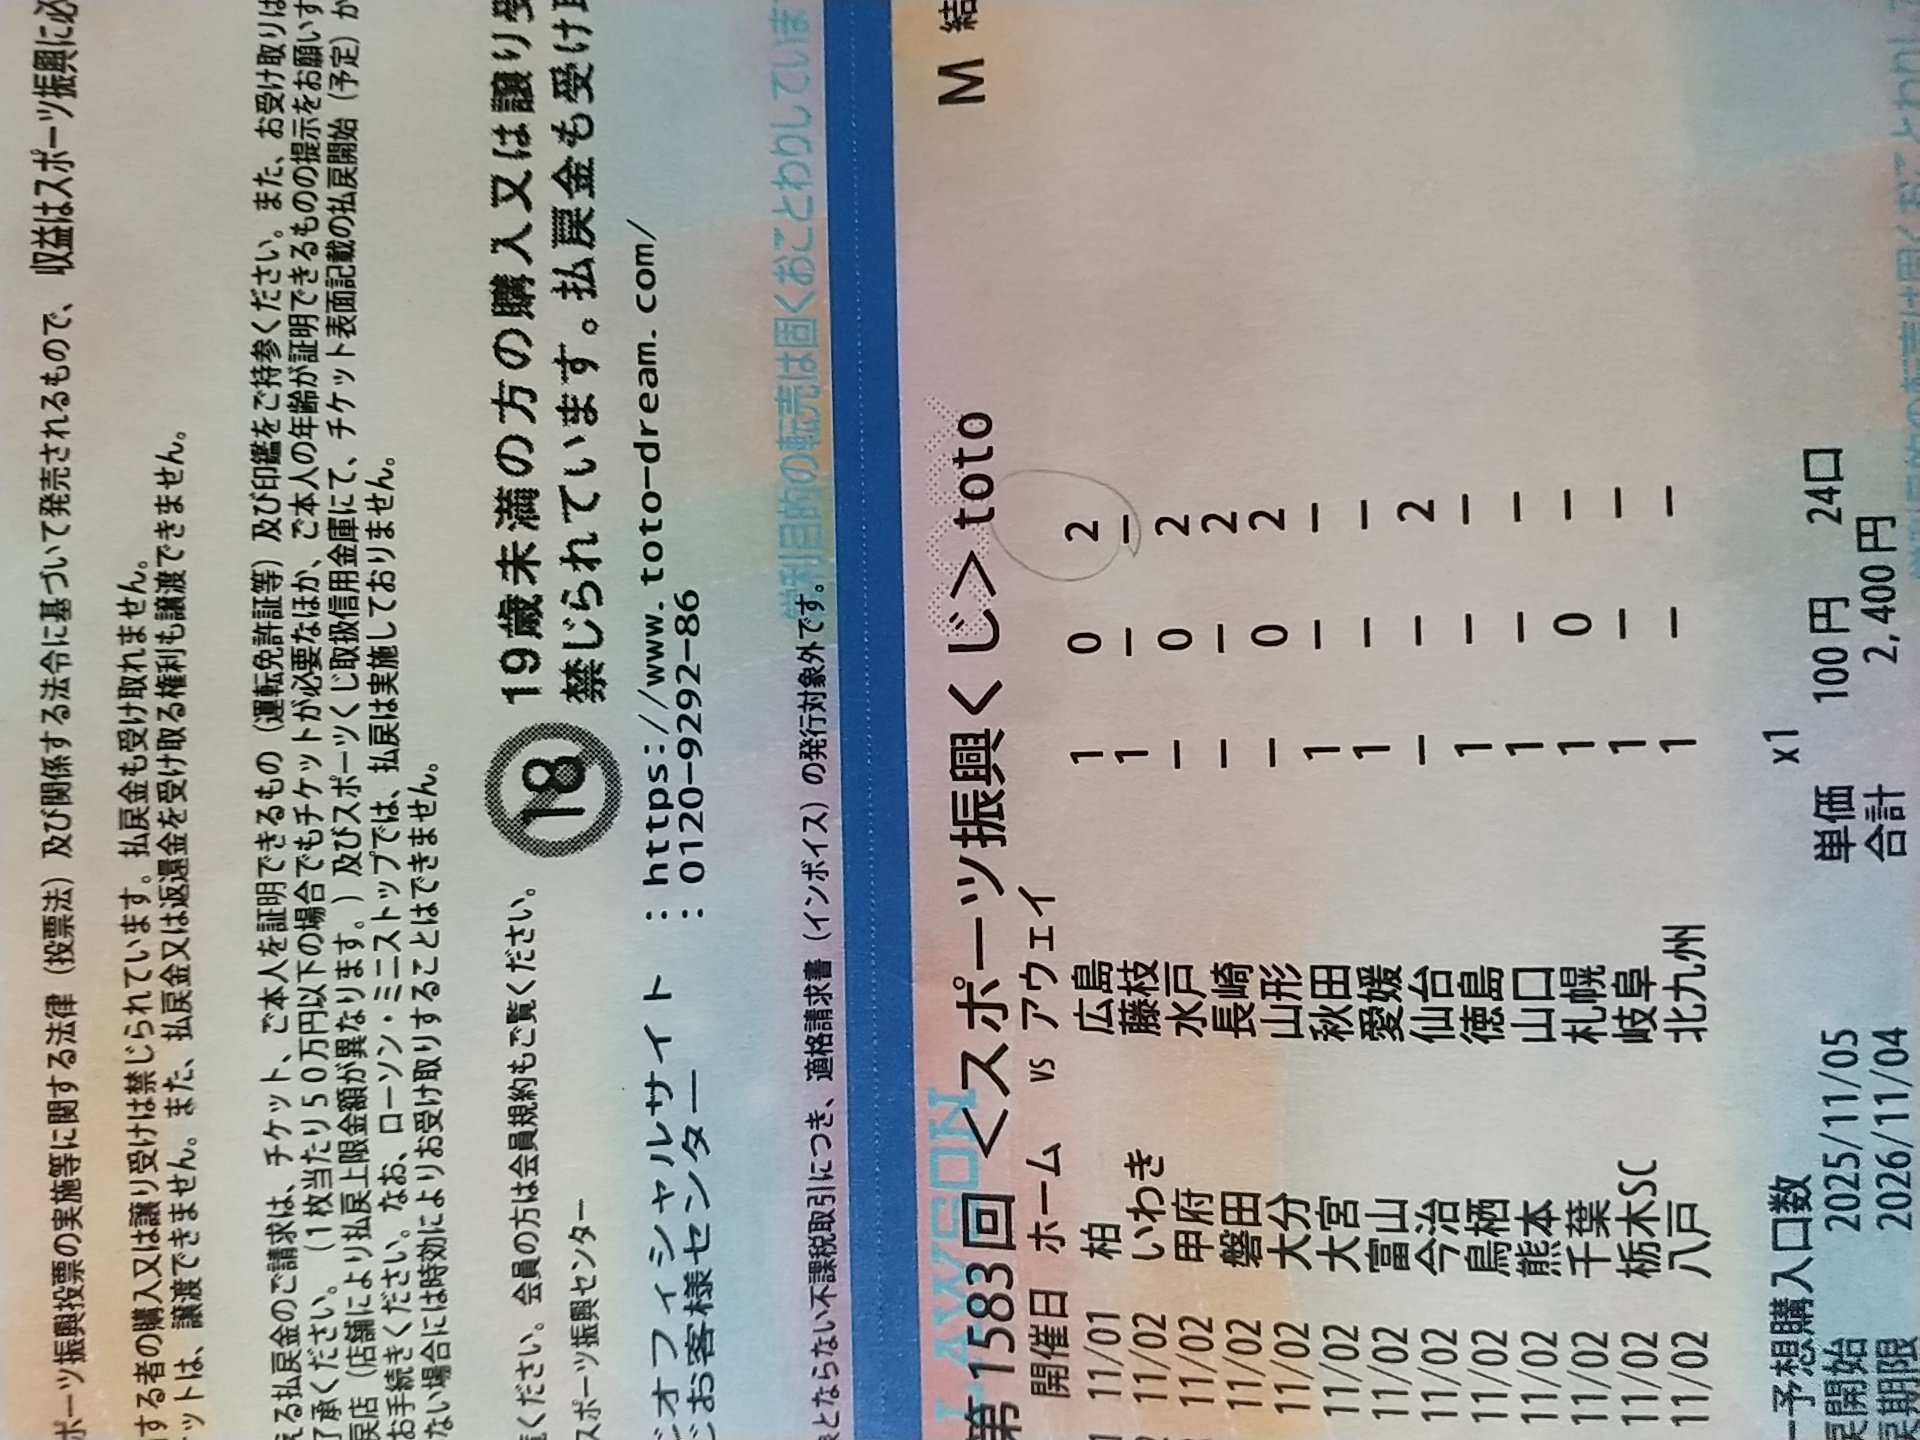 ポーツ振興投票の実施等に関する法律（投票法）及び関係する法令に基づいて発売されるもので、収益はスポーツ振興に必
する者の購入又は譲り受けは禁じられています。払戻金も受け取れません。
ットは、譲渡できません。また、払戻金又は返還金を受け取る権利も譲渡できません。
える払戻金のご請求は、チケット、ご本人を証明できるもの（運転免許証等）及び印鑑をご持参ください。また、お受け取りは
了承ください。（1枚当たり50万円以下の場合でもチケットが必要なほか、ご本人の年齢が証明できるものの提示をお願いす
戻店（店舗により払戻上限金額が異なります。）及びスポーツくじ取扱信用金庫にて、チケット表面記載の払戻開始（予定）か
お手続きください。なお、ローソン・ミニストップでは、払戻は実施しておりません。
ない場合には時効によりお受け取りすることはできません。
覧ください。会員の方は会員規約もご覧ください。
スポーツ振興センター
18
19歳未満の方の購入又は譲り受
禁じられています。払戻金も受け取
じオフィシャルサイト : https://www.toto-dream.com/
じお客様センター : 0120-9292-86
象とならない不課税取引につき、適格請求書（インボイス）の発行対象外です。
営利目的の転売は固くおことわりしていま
LAWSON
第1583回<スポーツ振興くじ>toto M 結
開催日 ホーム vs アウェイ
1 11/01 柏 広島 1 0 2
11/02 いわき 藤枝 1 - -
11/02 甲府 水戸 - 0 2
11/02 磐田 長崎 - - 2
11/02 大分 山形 - 0 2
11/02 大宮 秋田 1 - -
11/02 富山 愛媛 1 - -
11/02 今治 仙台 - - 2
11/02 鳥栖 徳島 1 - -
11/02 熊本 山口 1 - -
11/02 千葉 札幌 1 0 -
11/02 栃木SC 岐阜 1 - -
11/02 八戸 北九州 1 - -
一予想購入口数 x1
戻開始 2025/11/05 単価 100円 24口
戻期限 2026/11/04 合計 2,400円